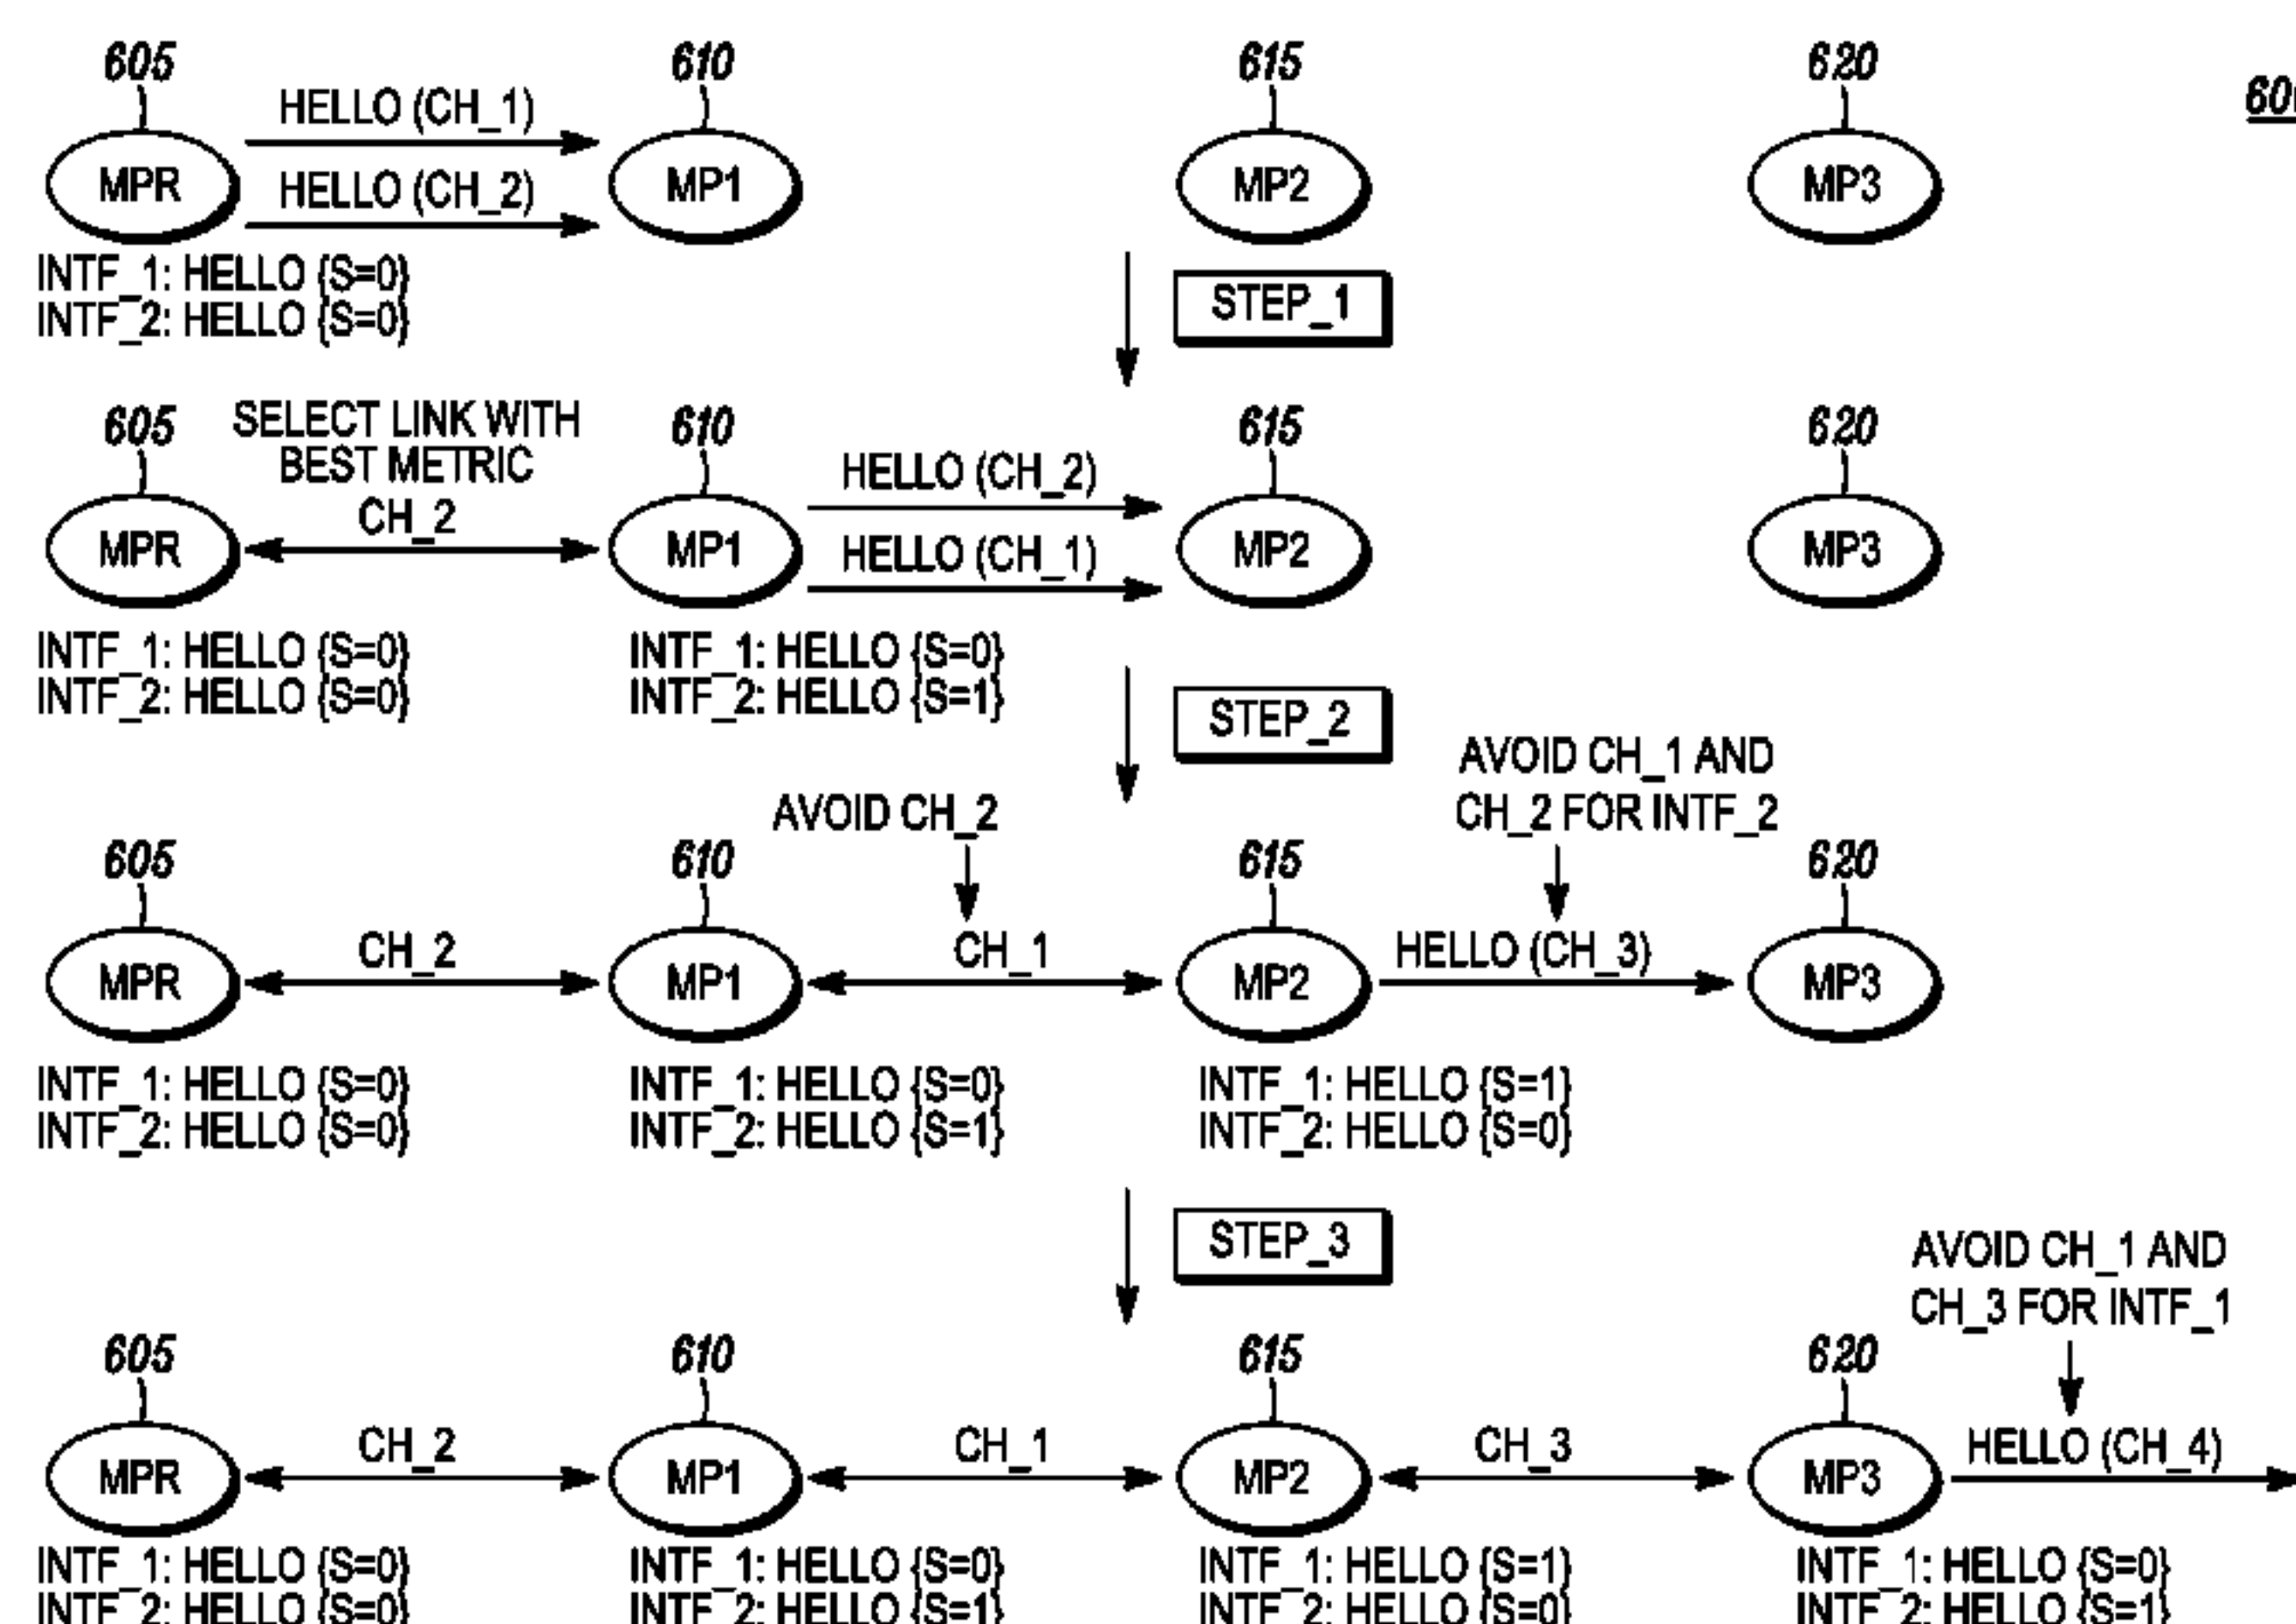 605 610 615 620 60
HELLO (CH_1)
MPR HELLO (CH_2) MP1 MP2 MP3
INTF_1: HELLO {S=0}
INTF_2: HELLO {S=0}
STEP_1
605 SELECT LINK WITH 610 615 620
BEST METRIC
HELLO (CH_2)
CH_2
MPR MP1 HELLO (CH_1) MP2 MP3
INTF_1: HELLO {S=0} INTF_1: HELLO {S=0}
INTF_2: HELLO {S=0} INTF_2: HELLO {S=1}
STEP_2
AVOID CH_1 AND
AVOID CH_2 CH_2 FOR INTF_2
605 610 615 620
CH_2 CH_1 HELLO (CH_3)
MPR MP1 MP2 MP3
INTF_1: HELLO {S=0} INTF_1: HELLO {S=0} INTF_1: HELLO {S=1}
INTF_2: HELLO {S=0} INTF_2: HELLO {S=1} INTF_2: HELLO {S=0}
STEP_3
AVOID CH_1 AND
CH_3 FOR INTF_1
605 610 615 620
CH_2 CH_1 CH_3 HELLO (CH_4)
MPR MP1 MP2 MP3
INTF_1: HELLO {S=0} INTF_1: HELLO {S=0} INTF_1: HELLO {S=1} INTF_1: HELLO {S=0}
INTF_2: HELLO {S=0} INTF_2: HELLO {S=1} INTF_2: HELLO {S=0} INTF_2: HELLO {S=1}